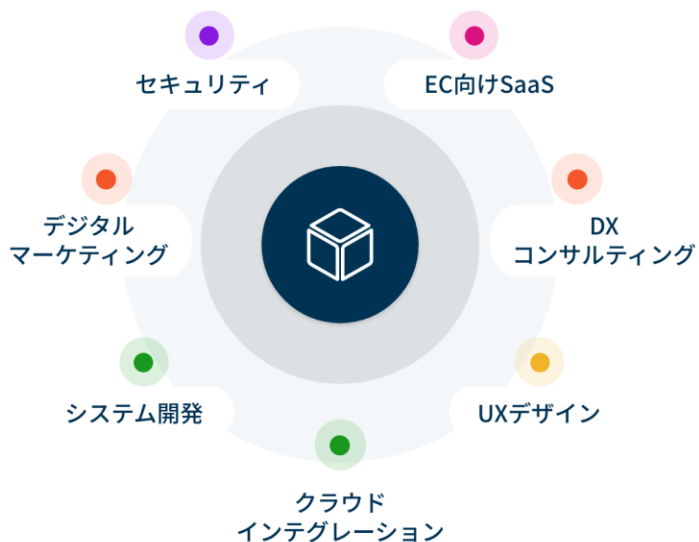 セキュリティ
EC向けSaaS
デジタル
マーケティング
DX
コンサルティング
システム開発
UXデザイン
クラウド
インテグレーション